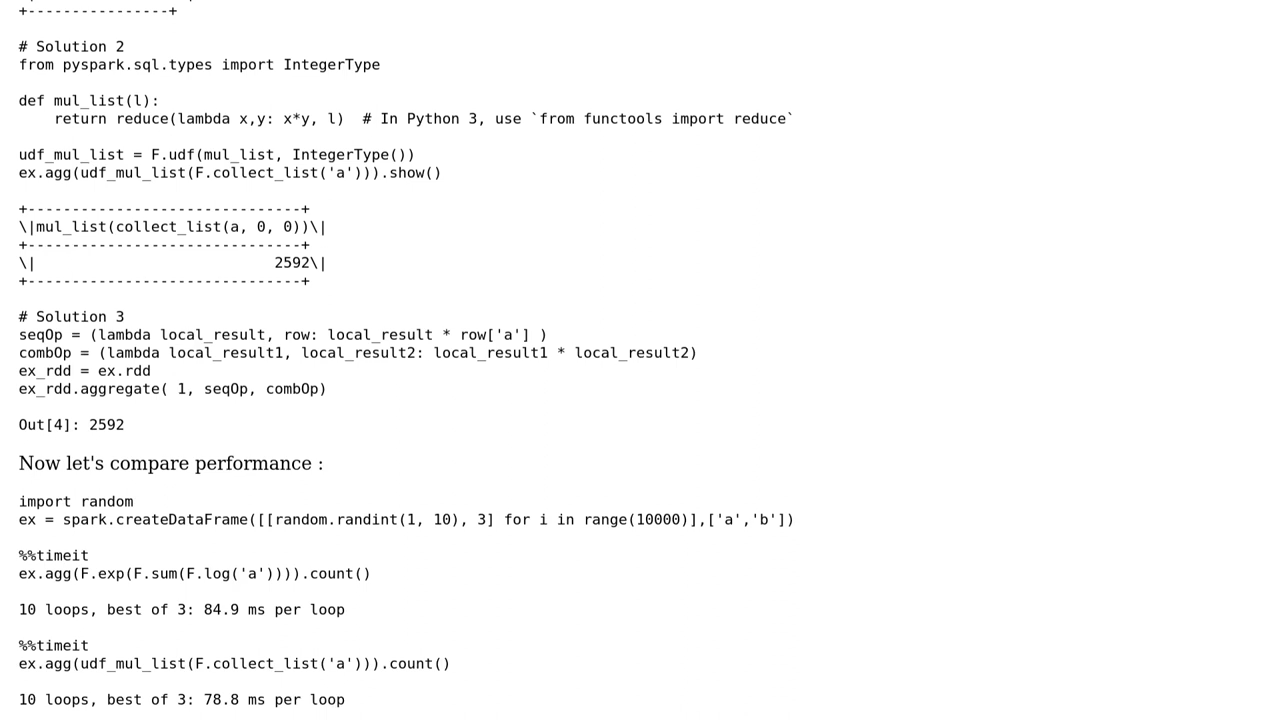 +----------------+
# Solution 2
from pyspark.sql.types import IntegerType
def mul_list(l):
    return reduce(lambda x,y: x*y, l)  # In Python 3, use `from functools import reduce`
udf_mul_list = F.udf(mul_list, IntegerType())
ex.agg(udf_mul_list(F.collect_list('a'))).show()
+-------------------------------+
\|mul_list(collect_list(a, 0, 0))\|
+-------------------------------+
\|                           2592\|
+-------------------------------+
# Solution 3
seqOp = (lambda local_result, row: local_result * row['a'] )
combOp = (lambda local_result1, local_result2: local_result1 * local_result2)
ex_rdd = ex.rdd
ex_rdd.aggregate( 1, seqOp, combOp)
Out[4]: 2592
Now let's compare performance :
import random
ex = spark.createDataFrame([[random.randint(1, 10), 3] for i in range(10000)],['a','b'])
%%timeit
ex.agg(F.exp(F.sum(F.log('a')))).count()
10 loops, best of 3: 84.9 ms per loop
%%timeit
ex.agg(udf_mul_list(F.collect_list('a'))).count()
10 loops, best of 3: 78.8 ms per loop